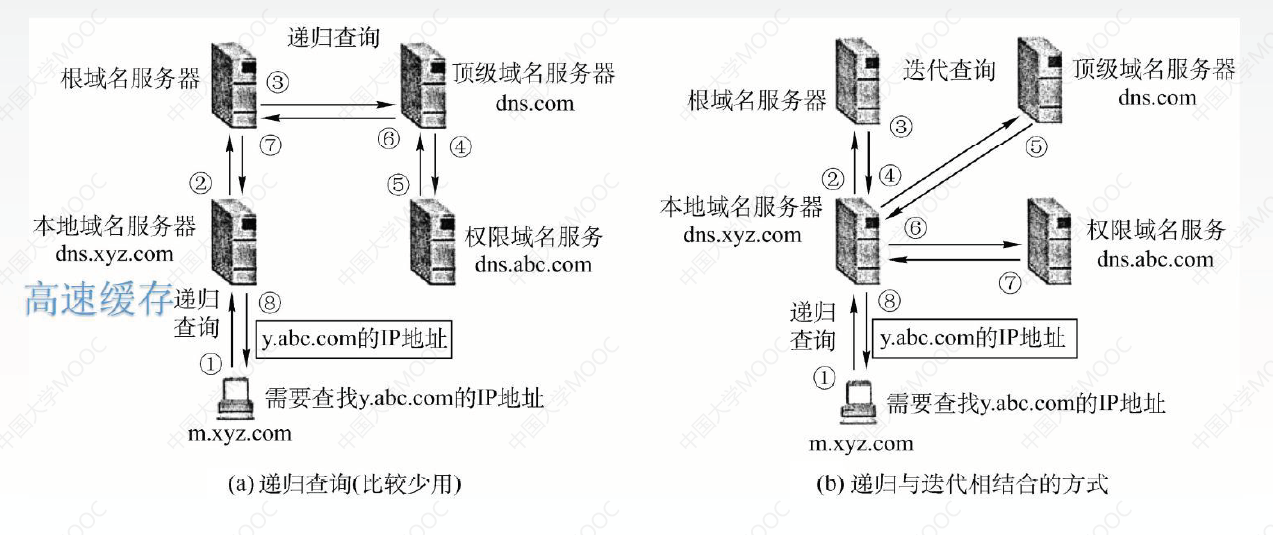 递归查询
根域名服务器
③
顶级域名服务器
dns.com
⑦
⑥
④
②
⑤
本地域名服务器
dns.xyz.com
权限域名服务
dns.abc.com
高速缓存
递归
查询
⑧
y.abc.com的IP地址
①
需要查找y.abc.com的IP地址
m.xyz.com
(a) 递归查询(比较少用)
迭代查询
根域名服务器
顶级域名服务器
dns.com
③
⑤
②
④
本地域名服务器
dns.xyz.com
⑥
权限域名服务
dns.abc.com
⑦
递归
查询
⑧
y.abc.com的IP地址
①
需要查找y.abc.com的IP地址
m.xyz.com
(b) 递归与迭代相结合的方式
中国大学MOOC